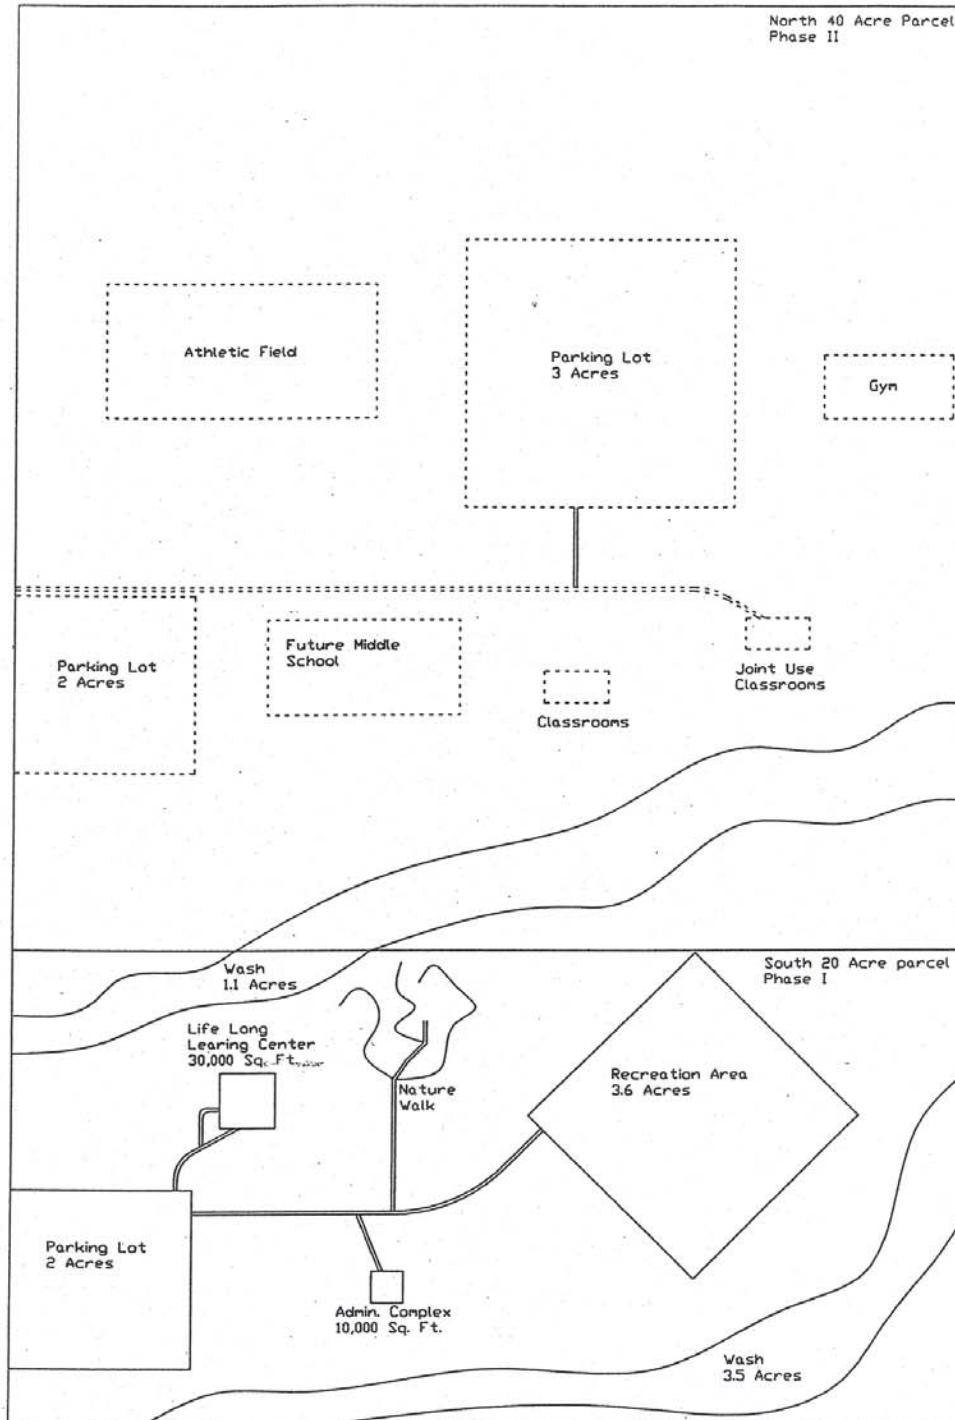 North 40 Acre Parcel
Phase II
Athletic Field
Parking Lot
3 Acres
Gym
Future Middle
School
Parking Lot
2 Acres
Joint Use
Classrooms
Classrooms
South 20 Acre parcel
Phase I
Wash
1.1 Acres
Life Long
Learing Center
30,000 Sq. Ft.
Nature
Walk
Recreation Area
3.6 Acres
Parking Lot
2 Acres
Admin. Complex
10,000 Sq. Ft.
Wash
3.5 Acres